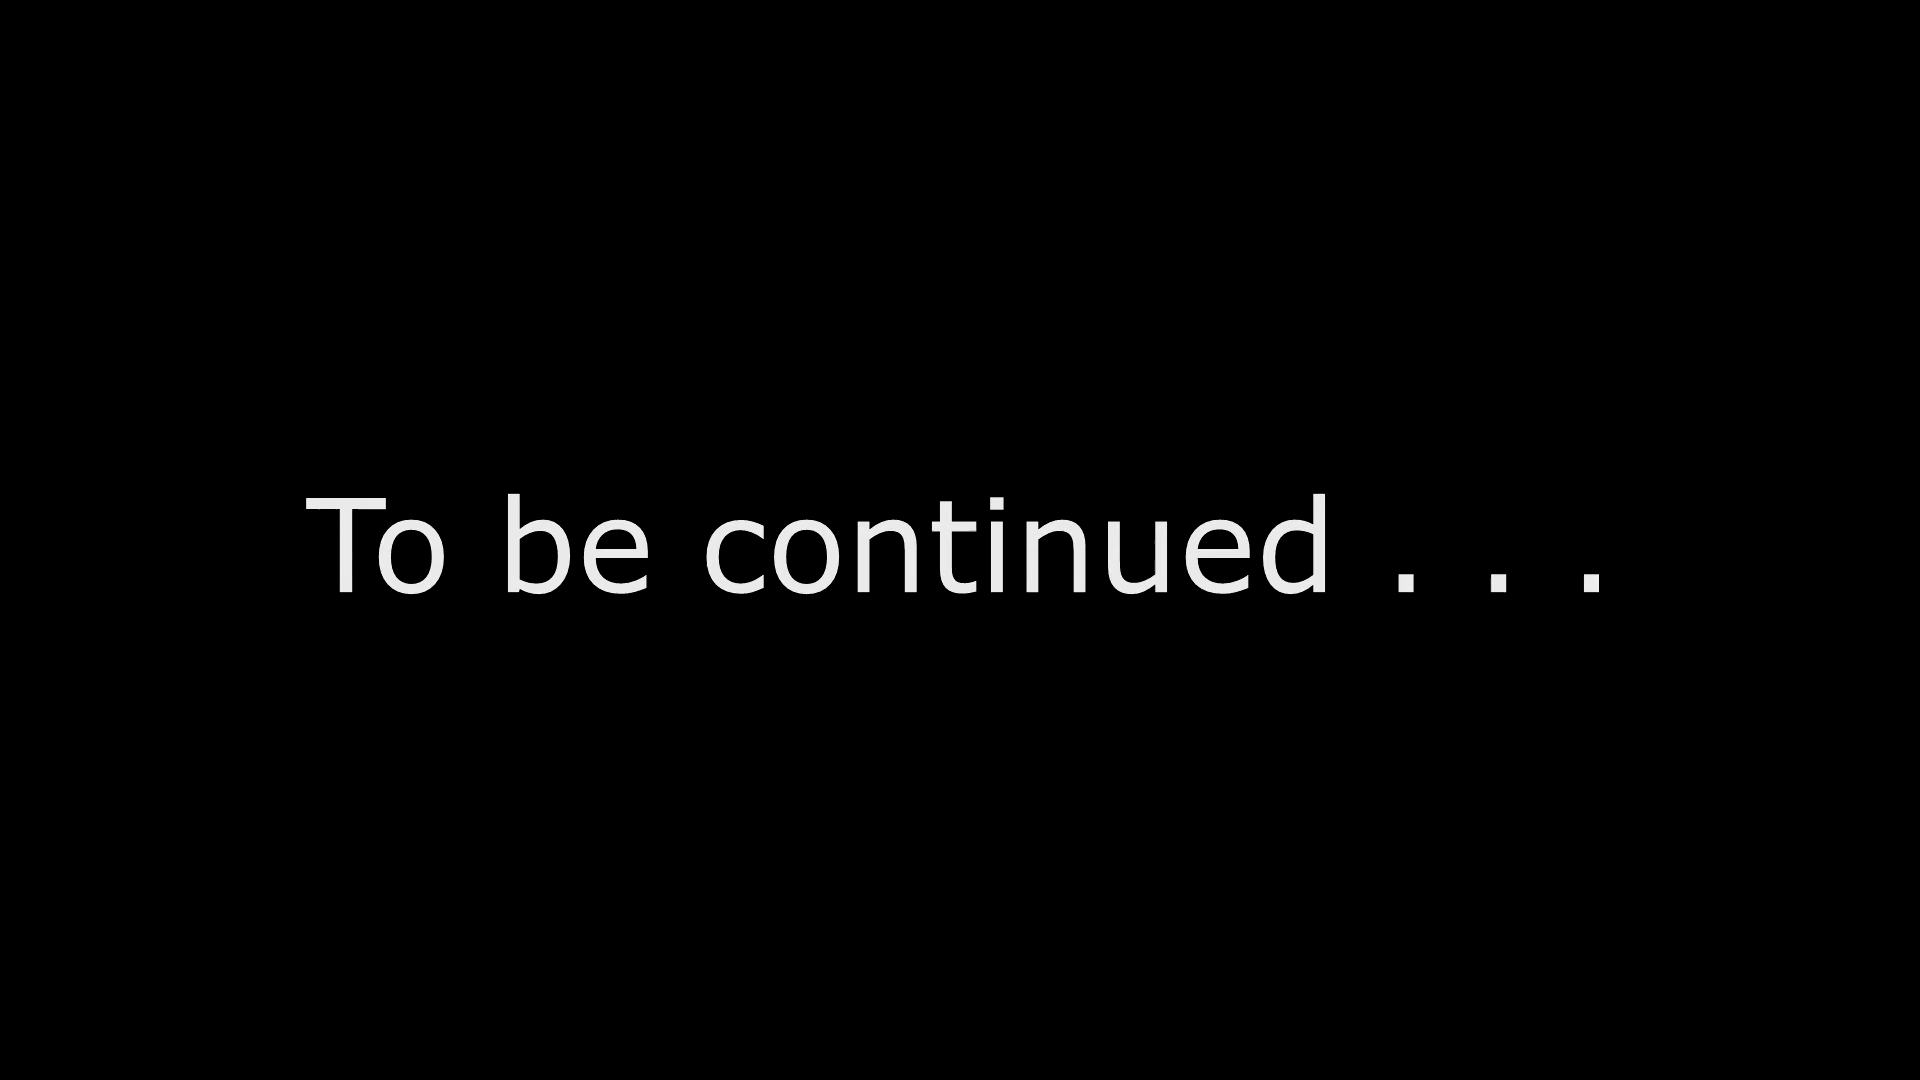 To be continued . . .